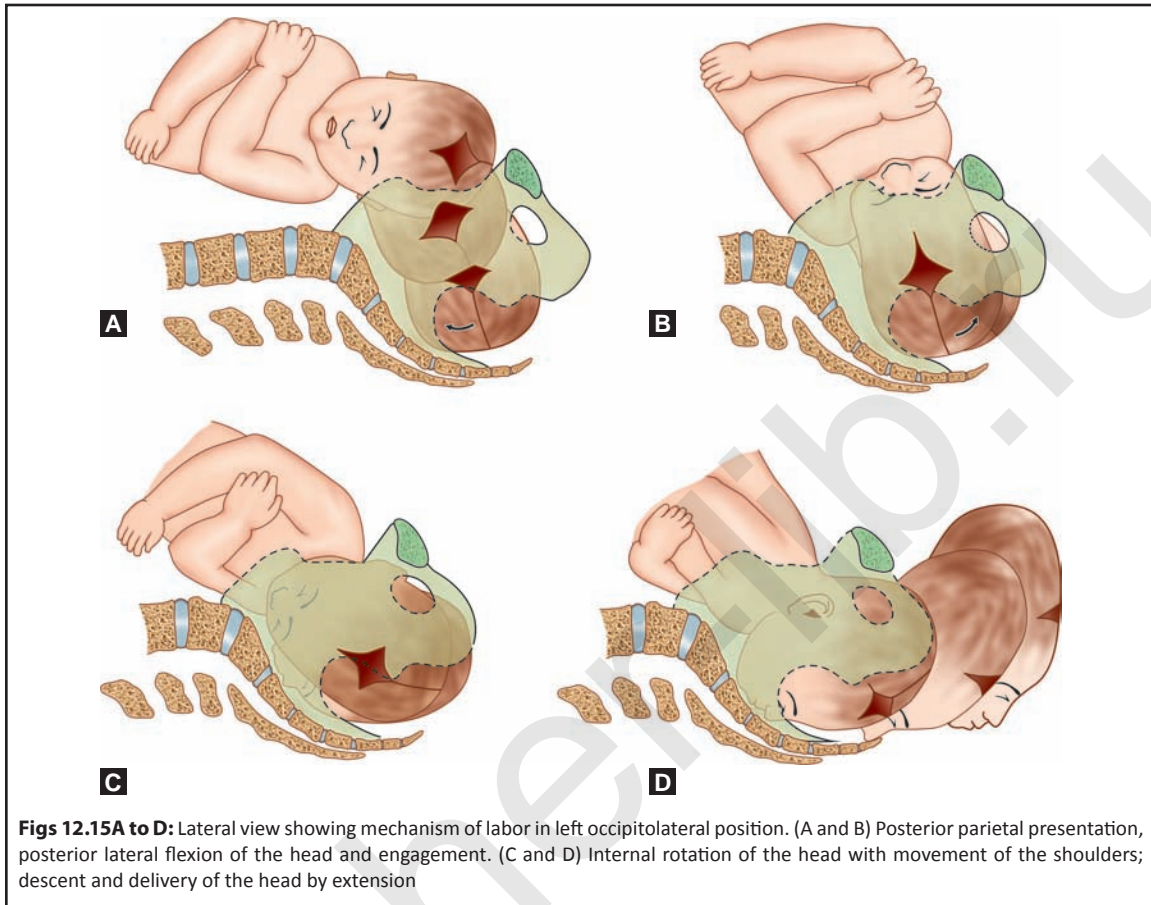 A
B
C
D
Figs 12.15A to D: Lateral view showing mechanism of labor in left occipitolateral position. (A and B) Posterior parietal presentation,
posterior lateral flexion of the head and engagement. (C and D) Internal rotation of the head with movement of the shoulders;
descent and delivery of the head by extension